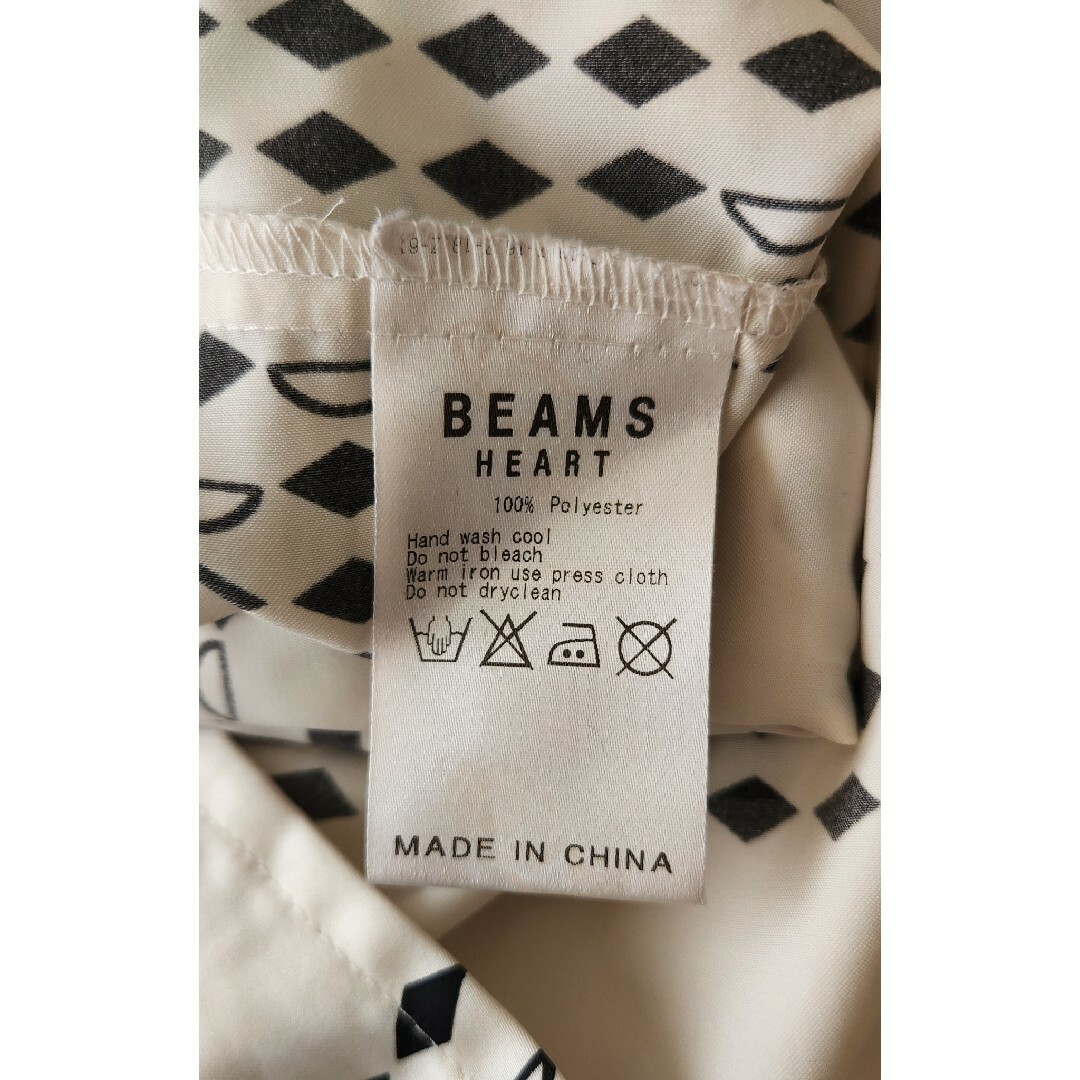 BEAMS
HEART
100% Polyester
Hand wash cool
Do not bleach
Warm iron use press cloth
Do not dryclean
MADE IN CHINA